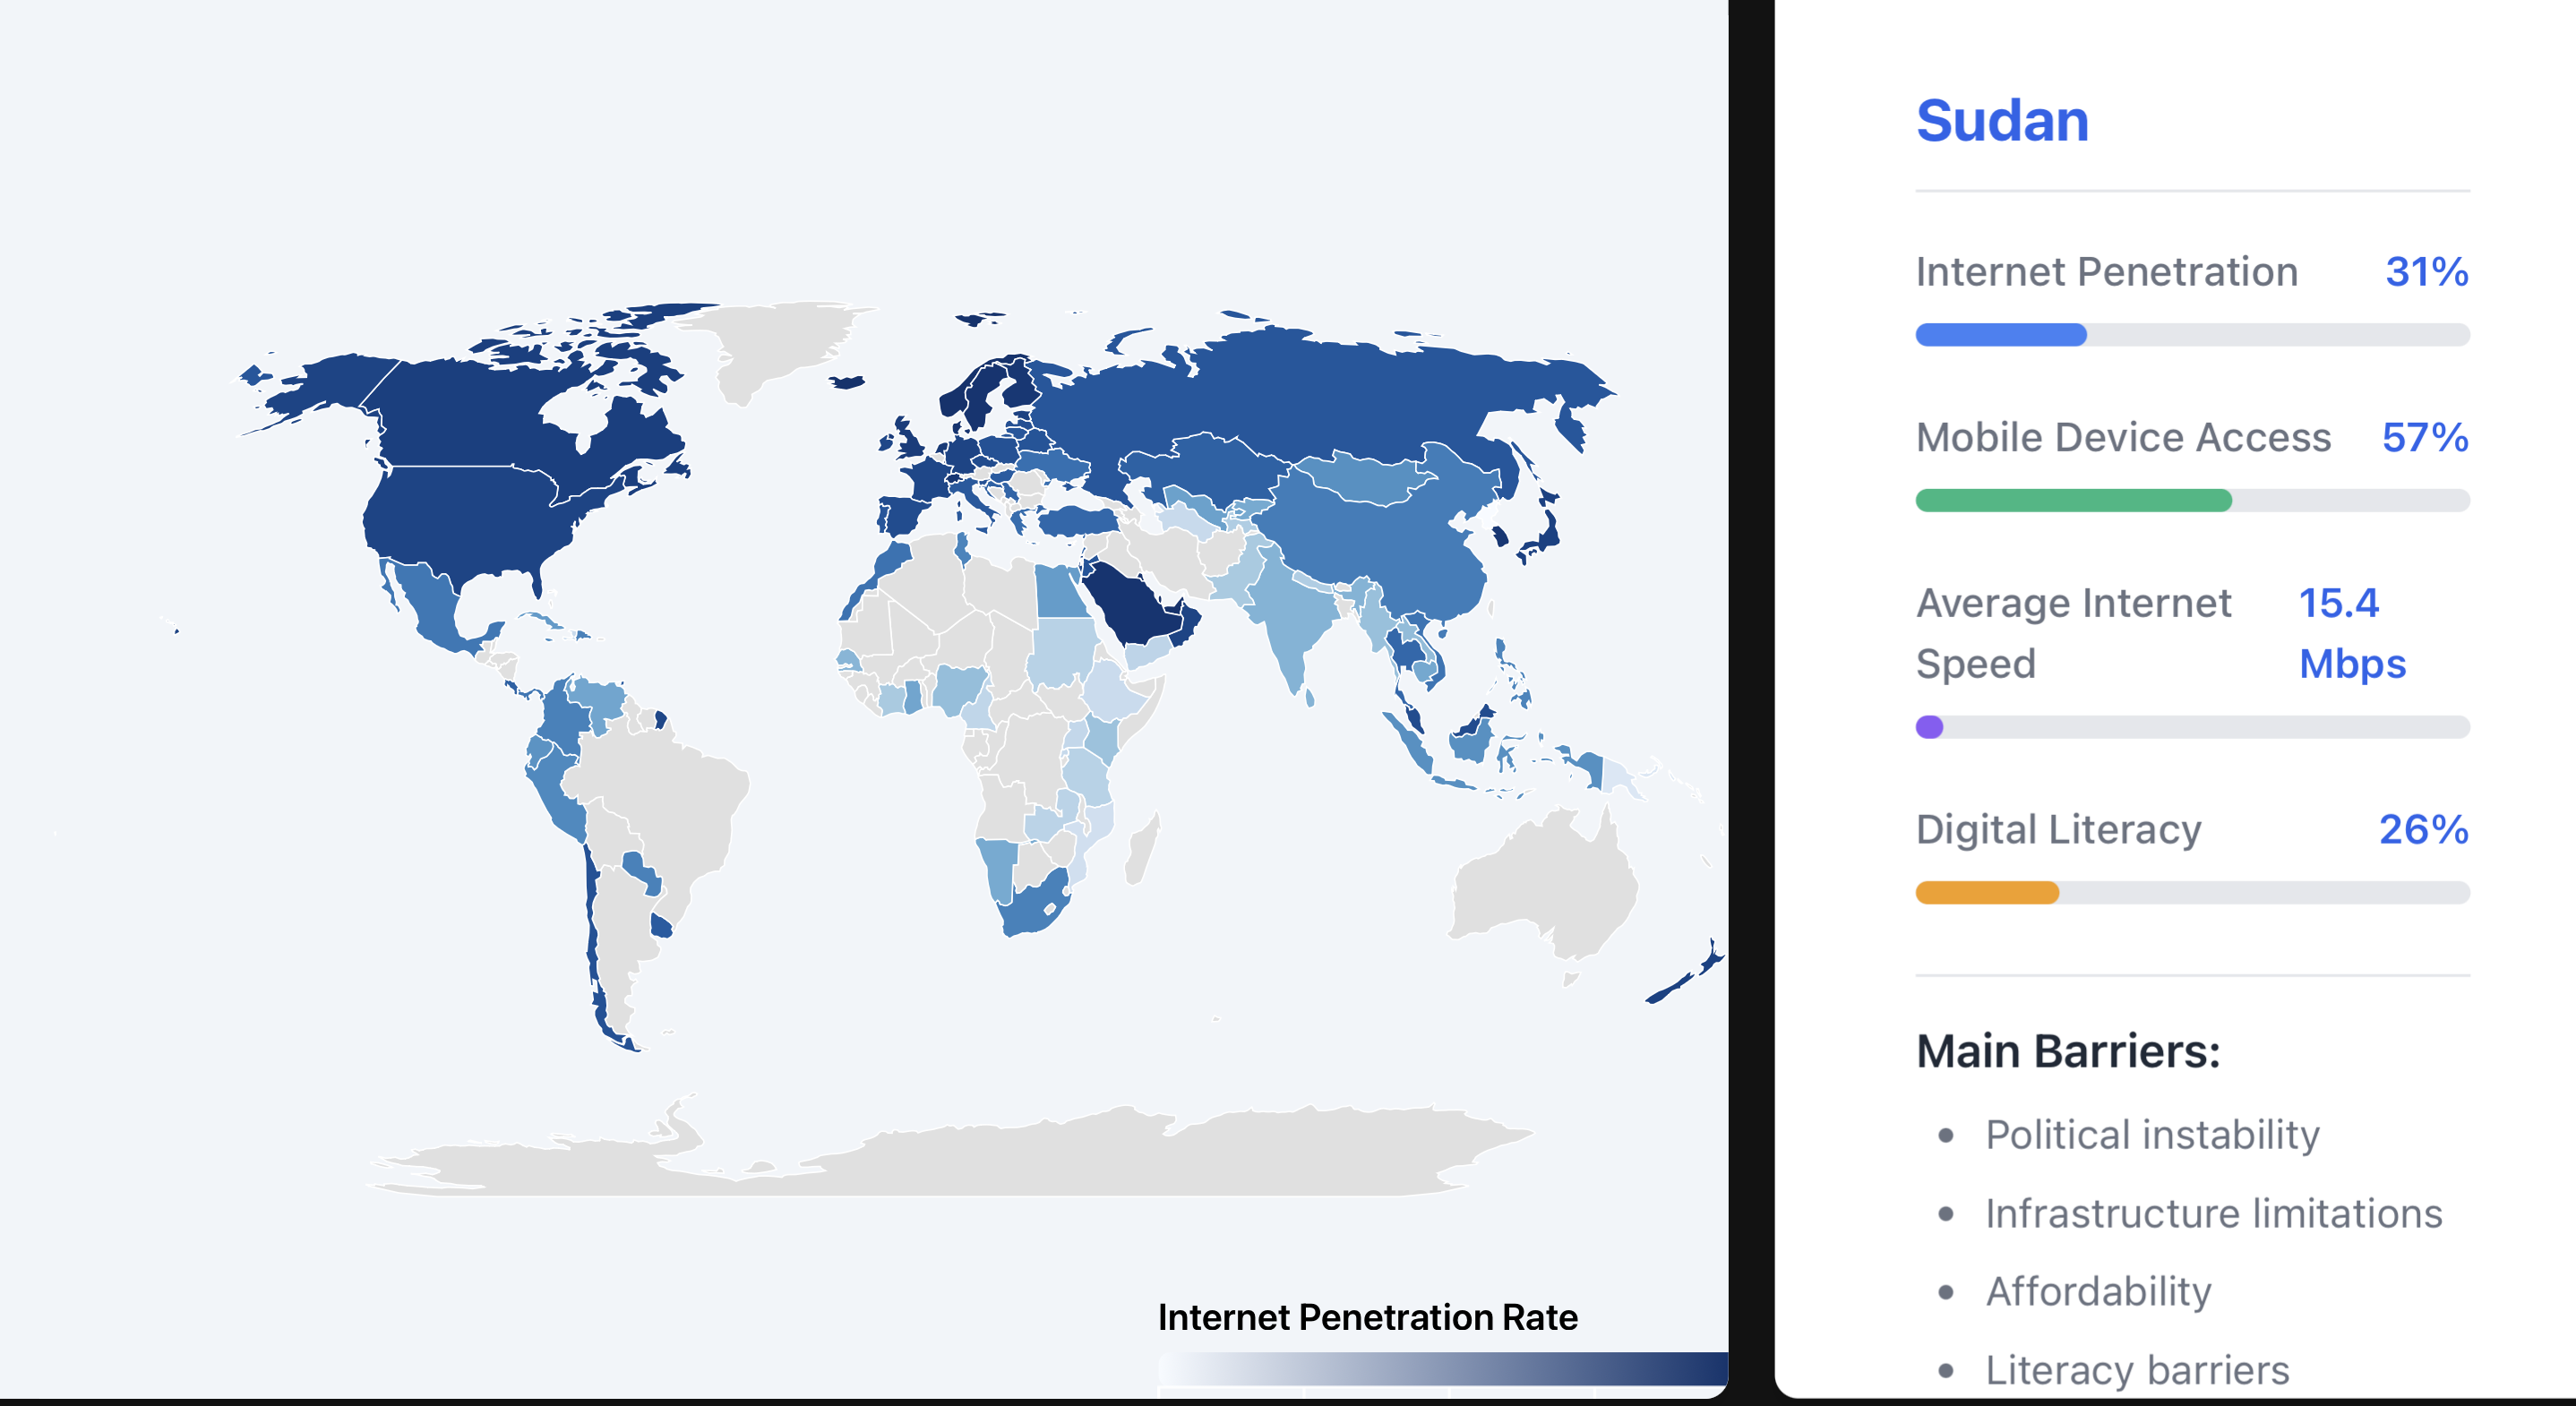 Sudan
Internet Penetration 31%
Mobile Device Access 57%
Average Internet 15.4
Speed Mbps
Digital Literacy 26%
Main Barriers:
• Political instability
• Infrastructure limitations
• Affordability
• Literacy barriers
Internet Penetration Rate